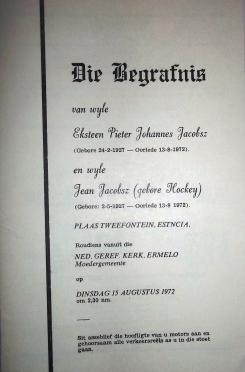 Die Begrafnis
van wyle
Eksteen Pieter Johannes Jacobsz
(Gebore 24-2-1927 — Oorlede 13-8-1972).
en wyle
Jean Jacobsz (gebore Hockey)
(Gebore: 2-5-1927 — Oorlede 13-8 1972).
PLAAS TWEEFONTEIN, ESTNCIA.
Roudiens vanuit die
NED. GEREF. KERK, ERMELO
Moedergemeente
op
DINSDAG 15 AUGUSTUS 1972
om 2,30 nm.
Sit asseblief die hoofligte van u motors aan en
gehoorsaam alle verkeersreëls as u in die stoet
gaan.